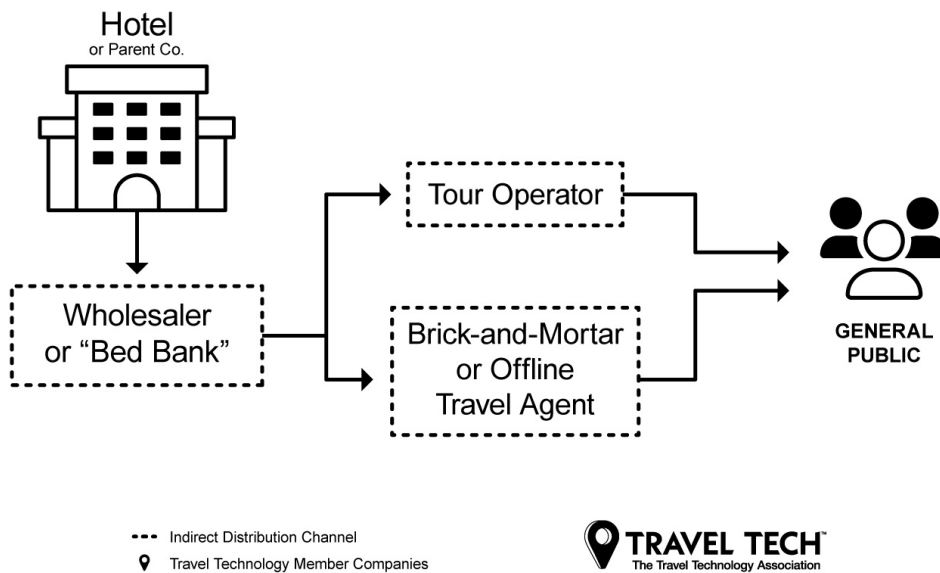 Hotel
or Parent Co.
Tour Operator
Wholesaler
or “Bed Bank”
Brick-and-Mortar
or Offline
Travel Agent
GENERAL
PUBLIC
Indirect Distribution Channel
Travel Technology Member Companies
TRAVEL TECH™
The Travel Technology Association